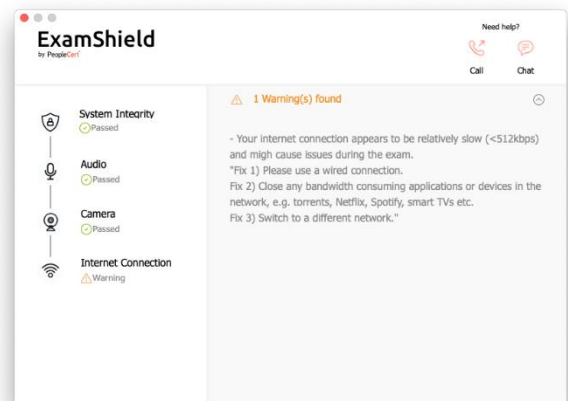 ExamShield
by PeopleCert
Need help?
Call
Chat
System Integrity
Passed
Audio
Passed
Camera
Passed
Internet Connection
Warning
1 Warning(s) found
- Your internet connection appears to be relatively slow (<512kbps)
and migh cause issues during the exam.
"Fix 1) Please use a wired connection.
Fix 2) Close any bandwidth consuming applications or devices in the
network, e.g. torrents, Netflix, Spotify, smart TVs etc.
Fix 3) Switch to a different network."